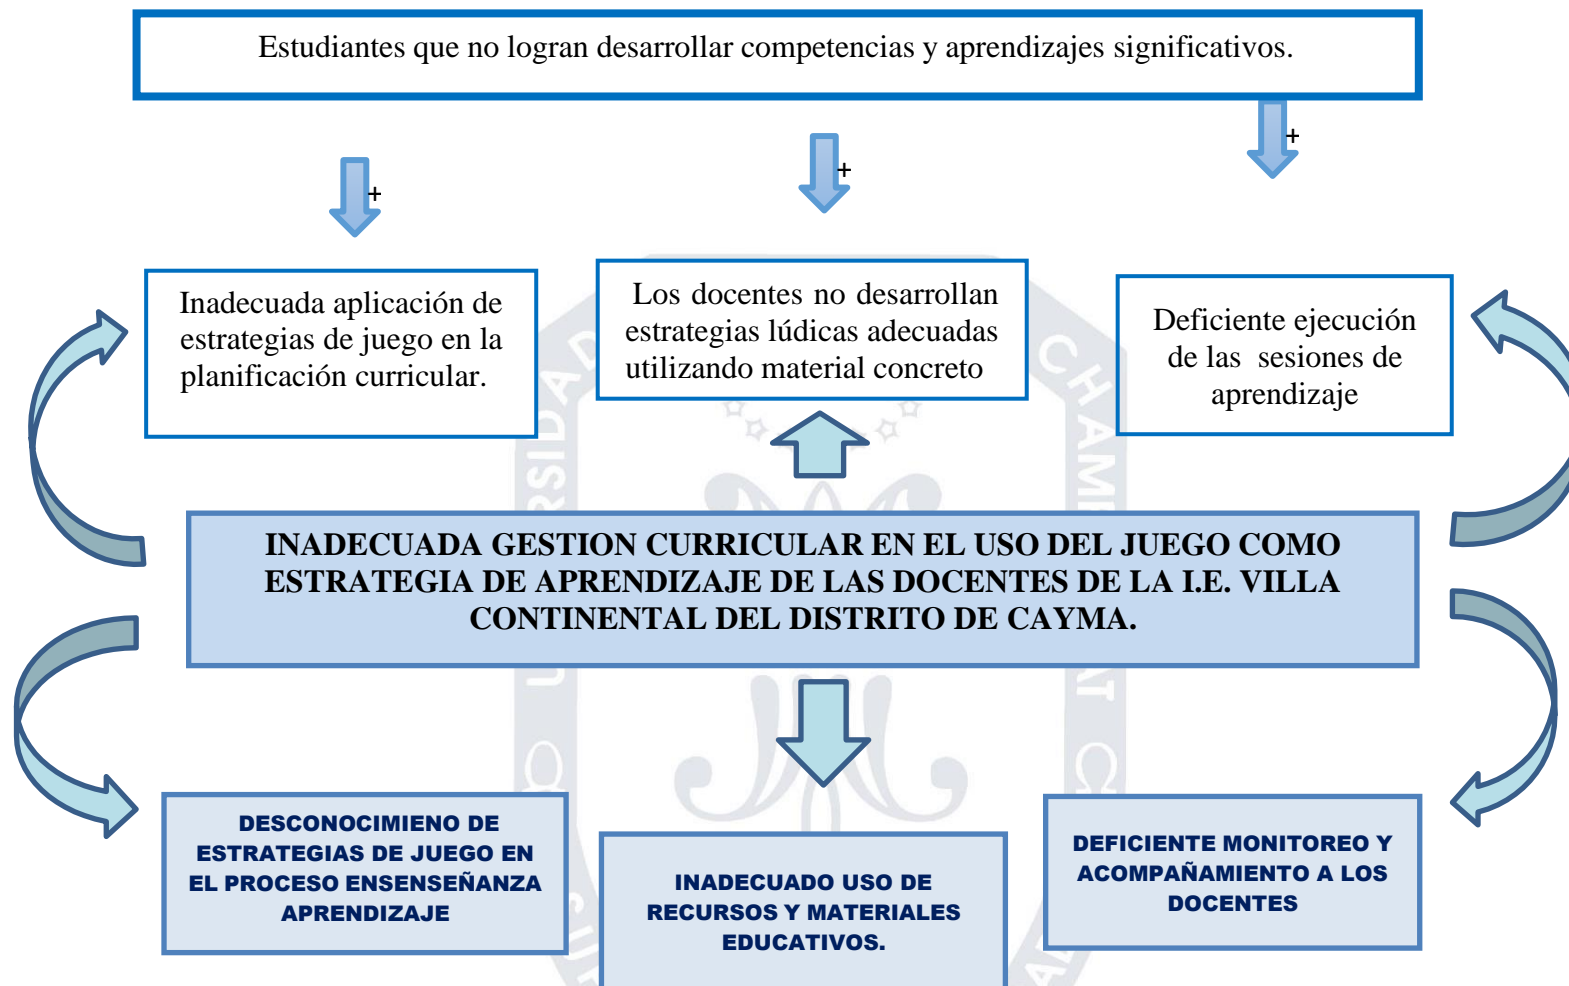 Estudiantes que no logran desarrollar competencias y aprendizajes significativos.
+
+
+
Inadecuada aplicación de
estrategias de juego en la
planificación curricular.
Los docentes no desarrollan
estrategias lúdicas adecuadas
utilizando material concreto
Deficiente ejecución
de las sesiones de
aprendizaje
INADECUADA GESTION CURRICULAR EN EL USO DEL JUEGO COMO
ESTRATEGIA DE APRENDIZAJE DE LAS DOCENTES DE LA I.E. VILLA
CONTINENTAL DEL DISTRITO DE CAYMA.
DESCONOCIMIENO DE
ESTRATEGIAS DE JUEGO EN
EL PROCESO ENSENSEÑANZA
APRENDIZAJE
INADECUADO USO DE
RECURSOS Y MATERIALES
EDUCATIVOS.
DEFICIENTE MONITOREO Y
ACOMPAÑAMIENTO A LOS
DOCENTES